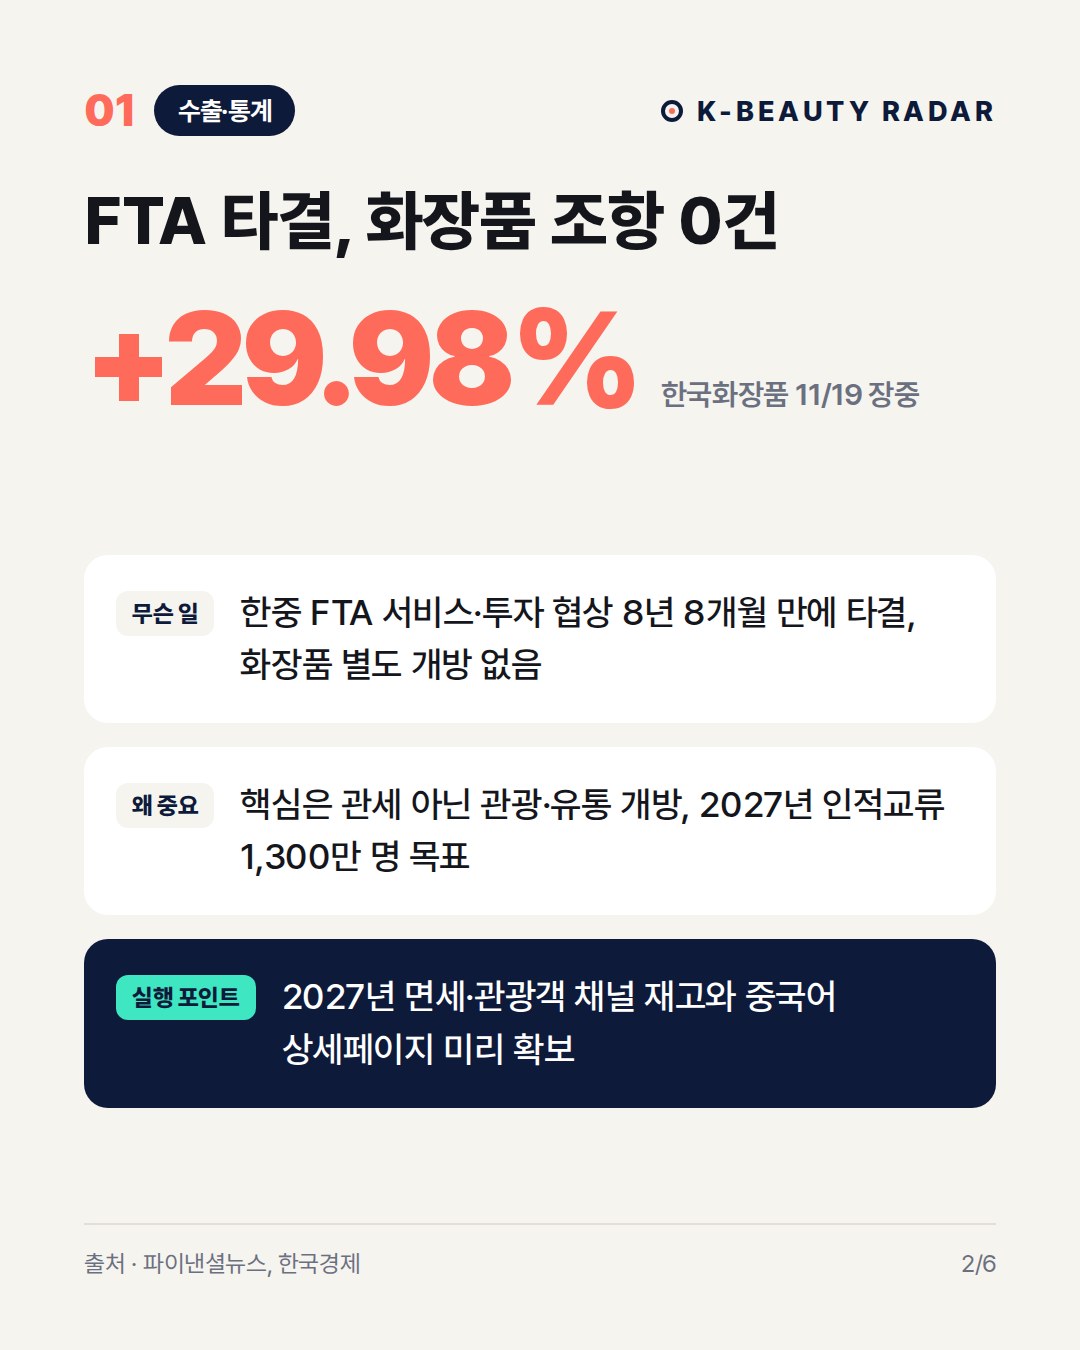 01 수출·통계
K-BEAUTY RADAR
FTA 타결, 화장품 조항 0건
+29.98% 한국화장품 11/19 장중
무슨 일
한중 FTA 서비스·투자 협상 8년 8개월 만에 타결,
화장품 별도 개방 없음
왜 중요
핵심은 관세 아닌 관광·유통 개방, 2027년 인적교류
1,300만 명 목표
실행 포인트
2027년 면세·관광객 채널 재고와 중국어
상세페이지 미리 확보
출처 · 파이낸셜뉴스, 한국경제
2/6